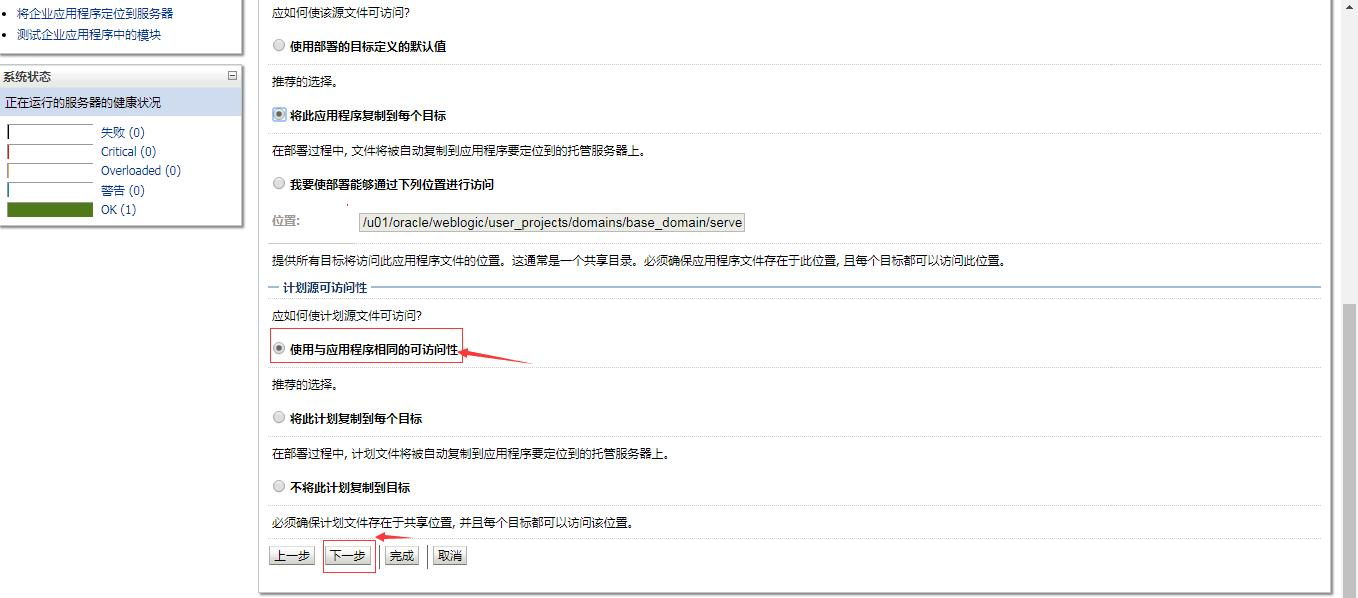 将企业应用程序定位到服务器
测试企业应用程序中的模块
系统状态
正在运行的服务器的健康状况
失败 (0)
Critical (0)
Overloaded (0)
警告 (0)
OK (1)
应如何使该源文件可访问?
使用部署的目标定义的默认值
推荐的选择。
将此应用程序复制到每个目标
在部署过程中, 文件将被自动复制到应用程序要定位到的托管服务器上。
我要使部署能够通过下列位置进行访问
位置:
/u01/oracle/weblogic/user_projects/domains/base_domain/serve
提供所有目标将访问此应用程序文件的位置。这通常是一个共享目录。必须确保应用程序文件存在于此位置, 且每个目标都可以访问此位置。
计划源可访问性
应如何使计划源文件可访问?
使用与应用程序相同的可访问性
推荐的选择。
将此计划复制到每个目标
在部署过程中, 计划文件将被自动复制到应用程序要定位到的托管服务器上。
不将此计划复制到目标
必须确保计划文件存在于共享位置, 并且每个目标都可以访问该位置。
上一步 下一步 完成 取消